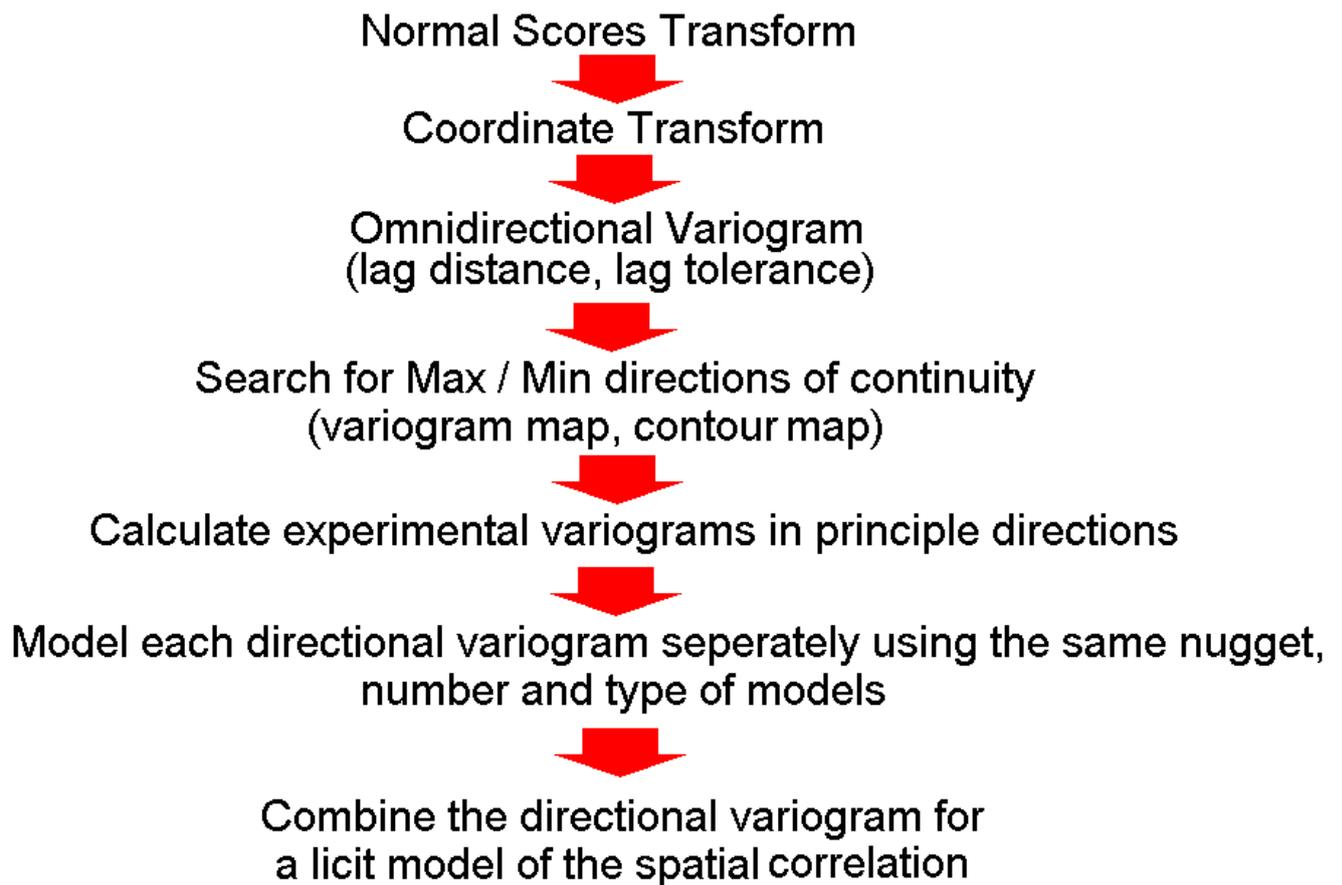 Normal Scores Transform
Coordinate Transform
Omnidirectional Variogram
(lag distance, lag tolerance)
Search for Max / Min directions of continuity
(variogram map, contour map)
Calculate experimental variograms in principle directions
Model each directional variogram seperately using the same nugget,
number and type of models
Combine the directional variogram for
a licit model of the spatial correlation